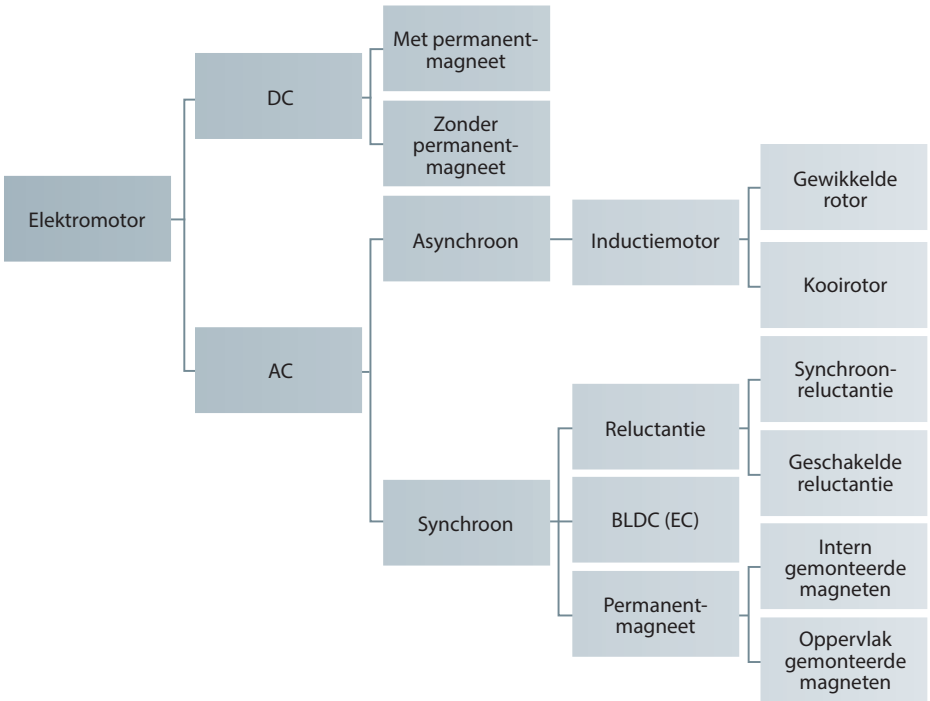 Elektromotor
DC
Met permanent-
magneet
Zonder
permanent-
magneet
AC
Asynchroon
Inductiemotor
Gewikkelde
rotor
Kooirotor
Synchroon
Reluctantie
Synchroon-
reluctantie
Geschakelde
reluctantie
BLDC (EC)
Permanent-
magneet
Intern
gemonteerde
magneten
Oppervlak
gemonteerde
magneten